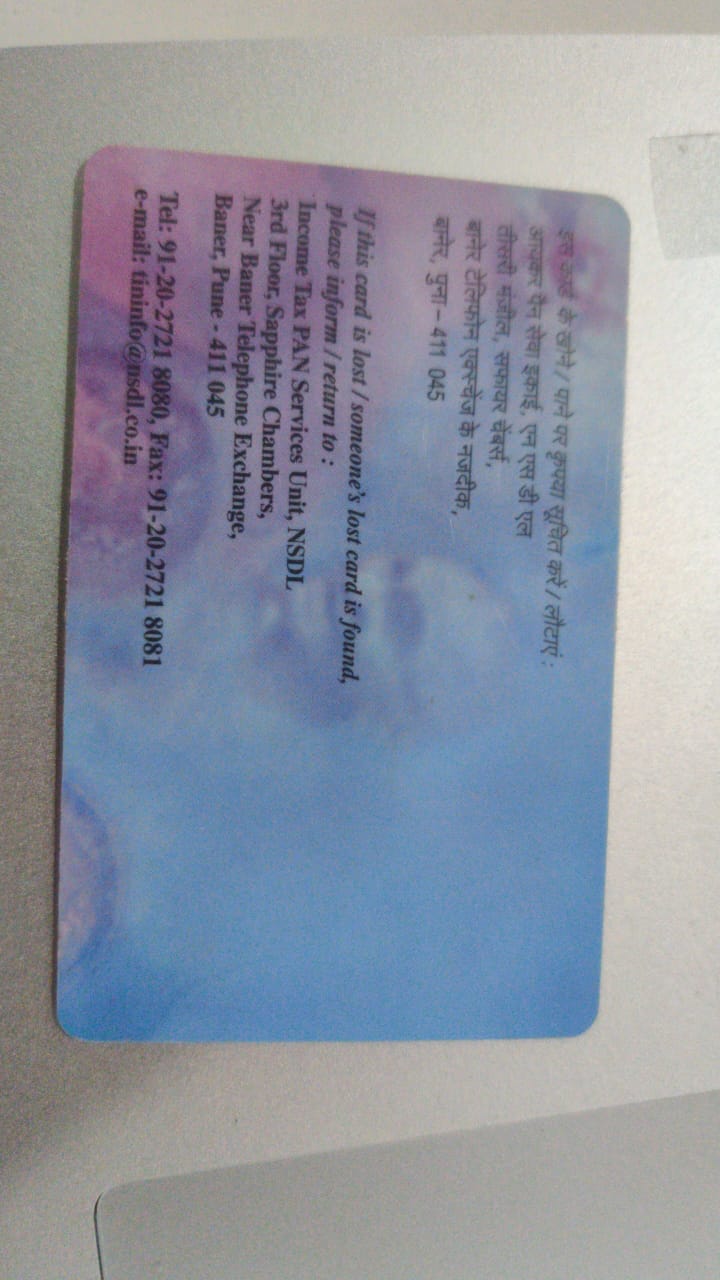 इस कार्ड के खोने / पाने पर कृपया सूचित करें / लौटाएं :
आयकर पैन सेवा इकाई, एन एस डी एल
तीसरी मंज़ील, सफायर चेंबर्स,
बानेर टेलिफोन एक्स्चेंज के नजदीक,
बानेर, पुना – 411 045
If this card is lost / someone's lost card is found,
please inform / return to :
Income Tax PAN Services Unit, NSDL
3rd Floor, Sapphire Chambers,
Near Baner Telephone Exchange,
Baner, Pune - 411 045
Tel: 91-20-2721 8080, Fax: 91-20-2721 8081
e-mail: tininfo@nsdl.co.in